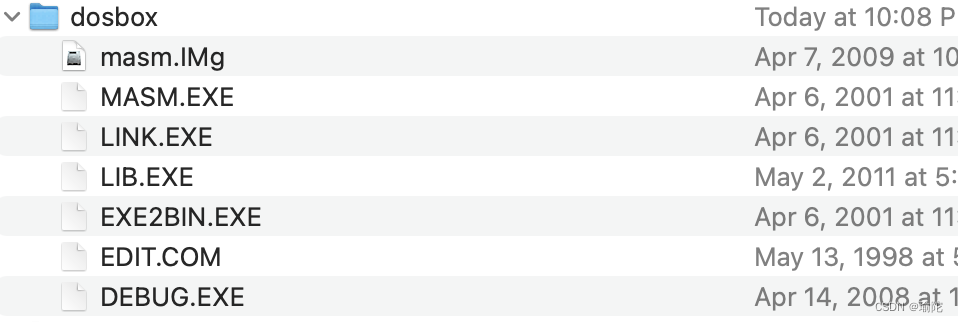 dosbox Today at 10:08 P
masm.IMg Apr 7, 2009 at 10
MASM.EXE Apr 6, 2001 at 11
LINK.EXE Apr 6, 2001 at 11
LIB.EXE May 2, 2011 at 5:
EXE2BIN.EXE Apr 6, 2001 at 11
EDIT.COM May 13, 1998 at 5
DEBUG.EXE Apr 14, 2008 at 1
CSDN @瑜陀